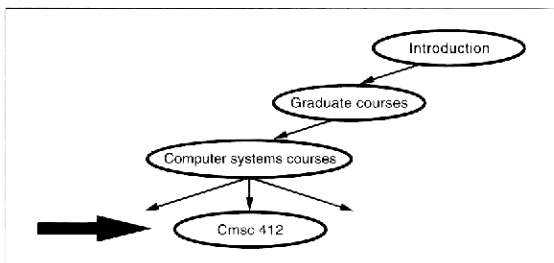 Introduction
Graduate courses
Computer systems courses
Cmsc 412